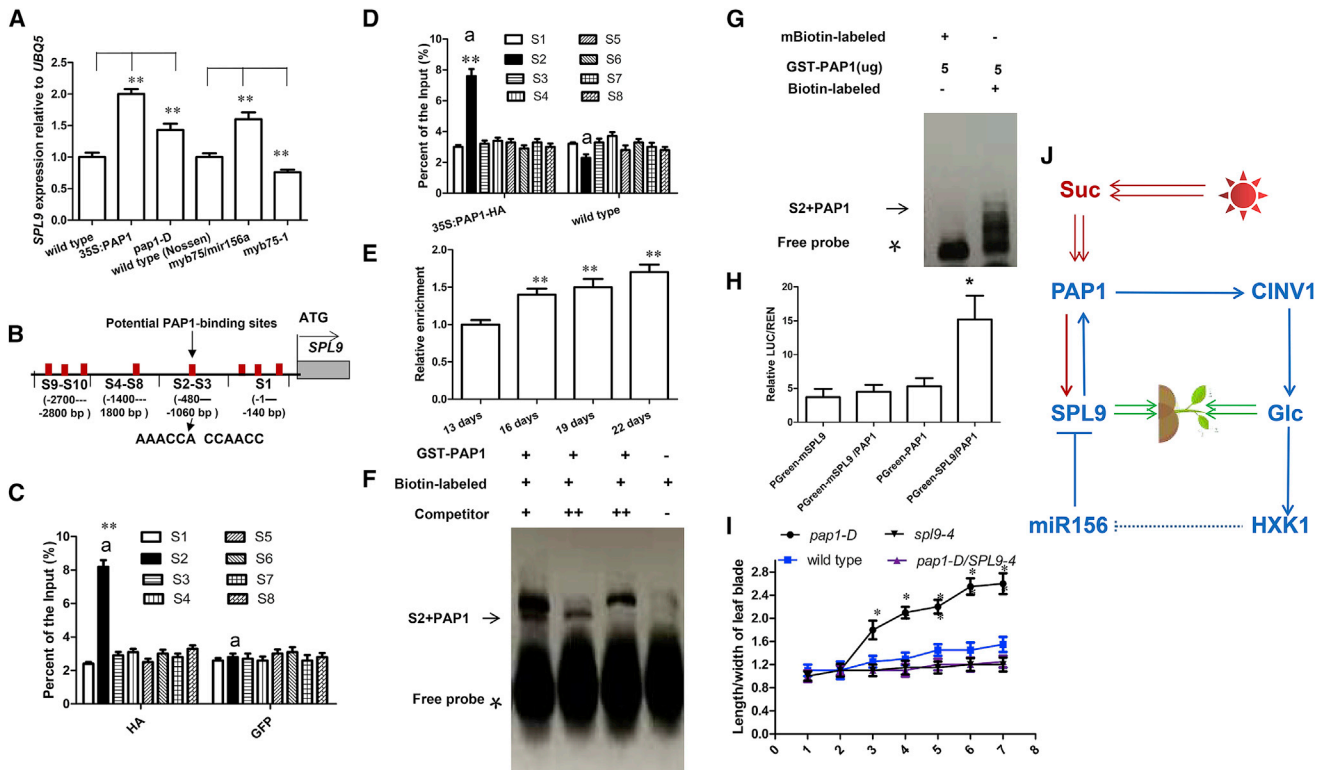 A
SPL9 expression relative to UBQ5
2.5
2.0
1.5
1.0
0.5
0.0
** ** ** **
wild type
35S:PAP1
pap1-D
wild type (Nossen)
myb75/mir156a
myb75-1
B
Potential PAP1-binding sites
ATG
SPL9
S9-S10 S4-S8 S2-S3 S1
(-2700--- (-1400--- (-480— (-1—
-2800 bp ) 1800 bp ) -1060 bp ) -140 bp)
AAACCA CCAACC
C
Percent of the Input (%)
10
8
6
4
2
0
**
a
a
S1 S5
S2 S6
S3 S7
S4 S8
HA GFP
D
Percent of the Input (%)
10
8
6
4
2
0
a
**
a
S1 S5
S2 S6
S3 S7
S4 S8
35S:PAP1-HA wild type
E
Relative enrichment
2.0
1.5
1.0
0.5
0.0
** ** **
13 days
16 days
19 days
22 days
F
GST-PAP1 + + + -
Biotin-labeled + + + +
Competitor + ++ ++ -
S2+PAP1
Free probe *
G
mBiotin-labeled + -
GST-PAP1(ug) 5 5
Biotin-labeled - +
S2+PAP1
Free probe *
H
Relative LUC/REN
20
15
10
5
0
*
PGreen-mSPL9
PGreen-mSPL9 /PAP1
PGreen-PAP1
PGreen-SPL9/PAP1
I
pap1-D spl9-4
wild type pap1-D/SPL9-4
Length/width of leaf blade
2.8
2.4
2.0
1.6
1.2
0.8
0.0
* * * * * * * *
0 1 2 3 4 5 6 7 8
J
Suc
PAP1 CINV1
SPL9 Glc
miR156 HXK1